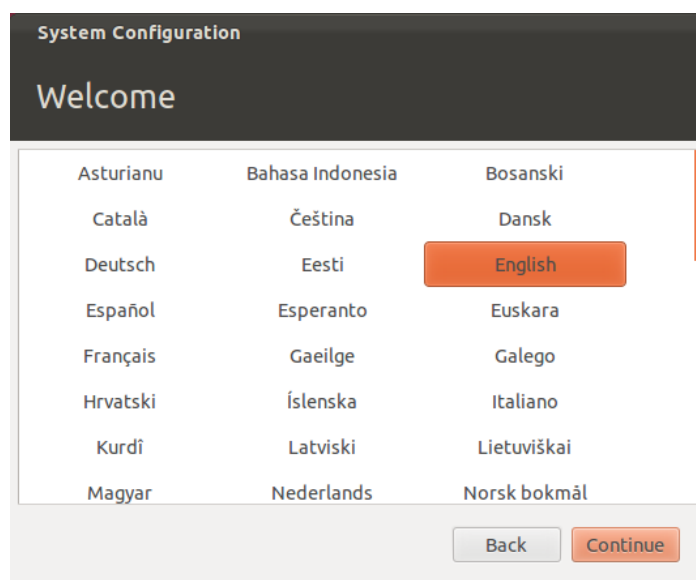 System Configuration
Welcome
Asturianu Bahasa Indonesia Bosanski
Català Čeština Dansk
Deutsch Eesti English
Español Esperanto Euskara
Français Gaeilge Galego
Hrvatski Íslenska Italiano
Kurdî Latviski Lietuviškai
Magyar Nederlands Norsk bokmål
Back Continue